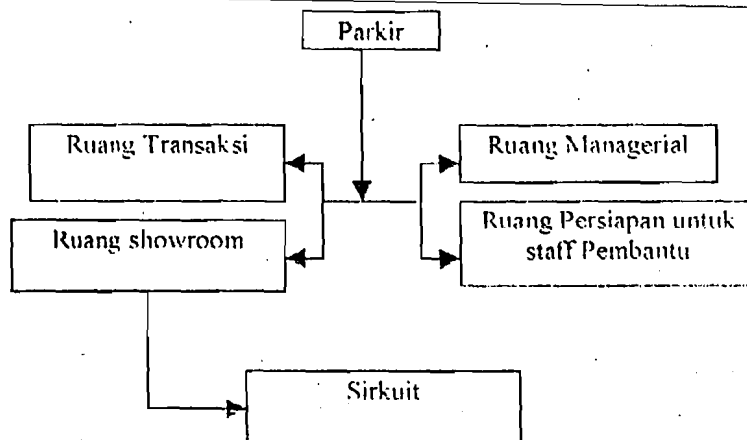 Parkir
Ruang Transaksi
Ruang Managerial
Ruang showroom
Ruang Persiapan untuk
staff Pembantu
Sirkuit